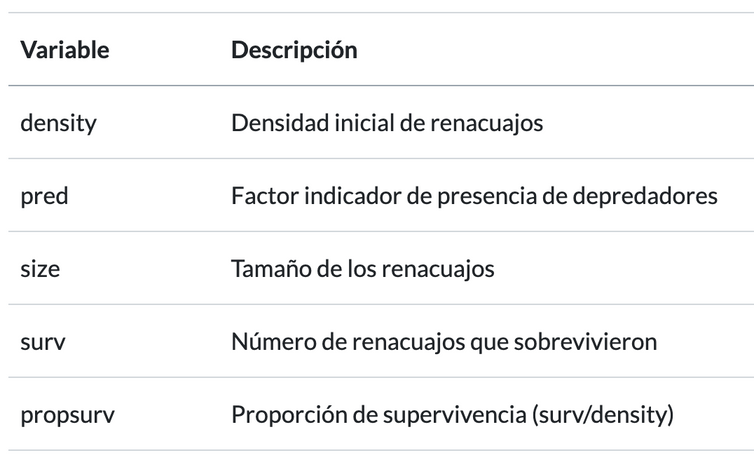 Variable Descripción
density Densidad inicial de renacuajos
pred Factor indicador de presencia de depredadores
size Tamaño de los renacuajos
surv Número de renacuajos que sobrevivieron
propsurv Proporción de supervivencia (surv/density)